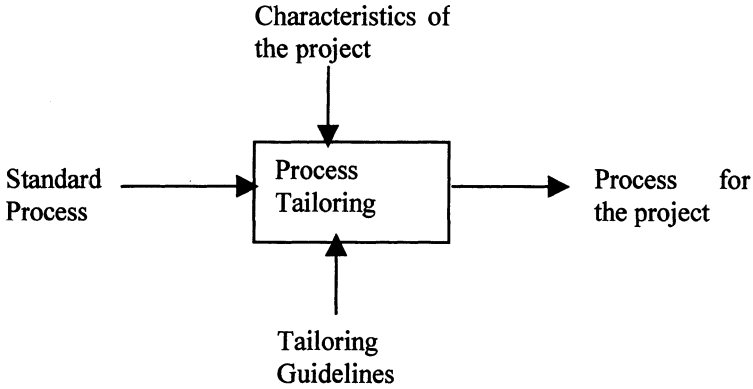 Characteristics of
the project
Standard
Process
Process
Tailoring
Process for
the project
Tailoring
Guidelines